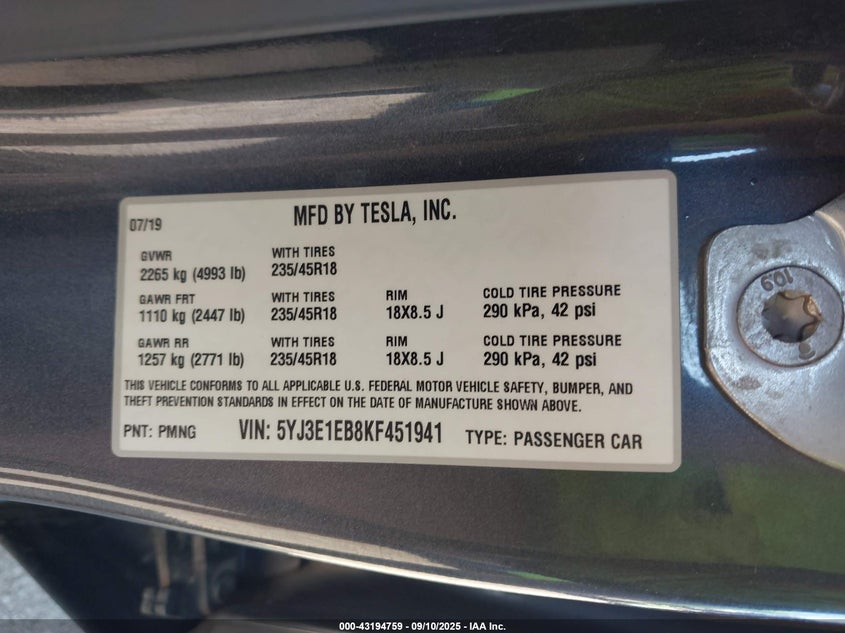 07/19
MFD BY TESLA, INC.
GVWR
2265 kg (4993 lb)
WITH TIRES
235/45R18
GAWR FRT
1110 kg (2447 lb)
WITH TIRES
235/45R18
RIM
18X8.5 J
COLD TIRE PRESSURE
290 kPa, 42 psi
GAWR RR
1257 kg (2771 lb)
WITH TIRES
235/45R18
RIM
18X8.5 J
COLD TIRE PRESSURE
290 kPa, 42 psi
THIS VEHICLE CONFORMS TO ALL APPLICABLE U.S. FEDERAL MOTOR VEHICLE SAFETY, BUMPER, AND
THEFT PREVENTION STANDARDS IN EFFECT ON THE DATE OF MANUFACTURE SHOWN ABOVE.
PNT: PMNG
VIN: 5YJ3E1EB8KF451941
TYPE: PASSENGER CAR
10.9
000-43194759 - 09/10/2025 - IAA Inc.